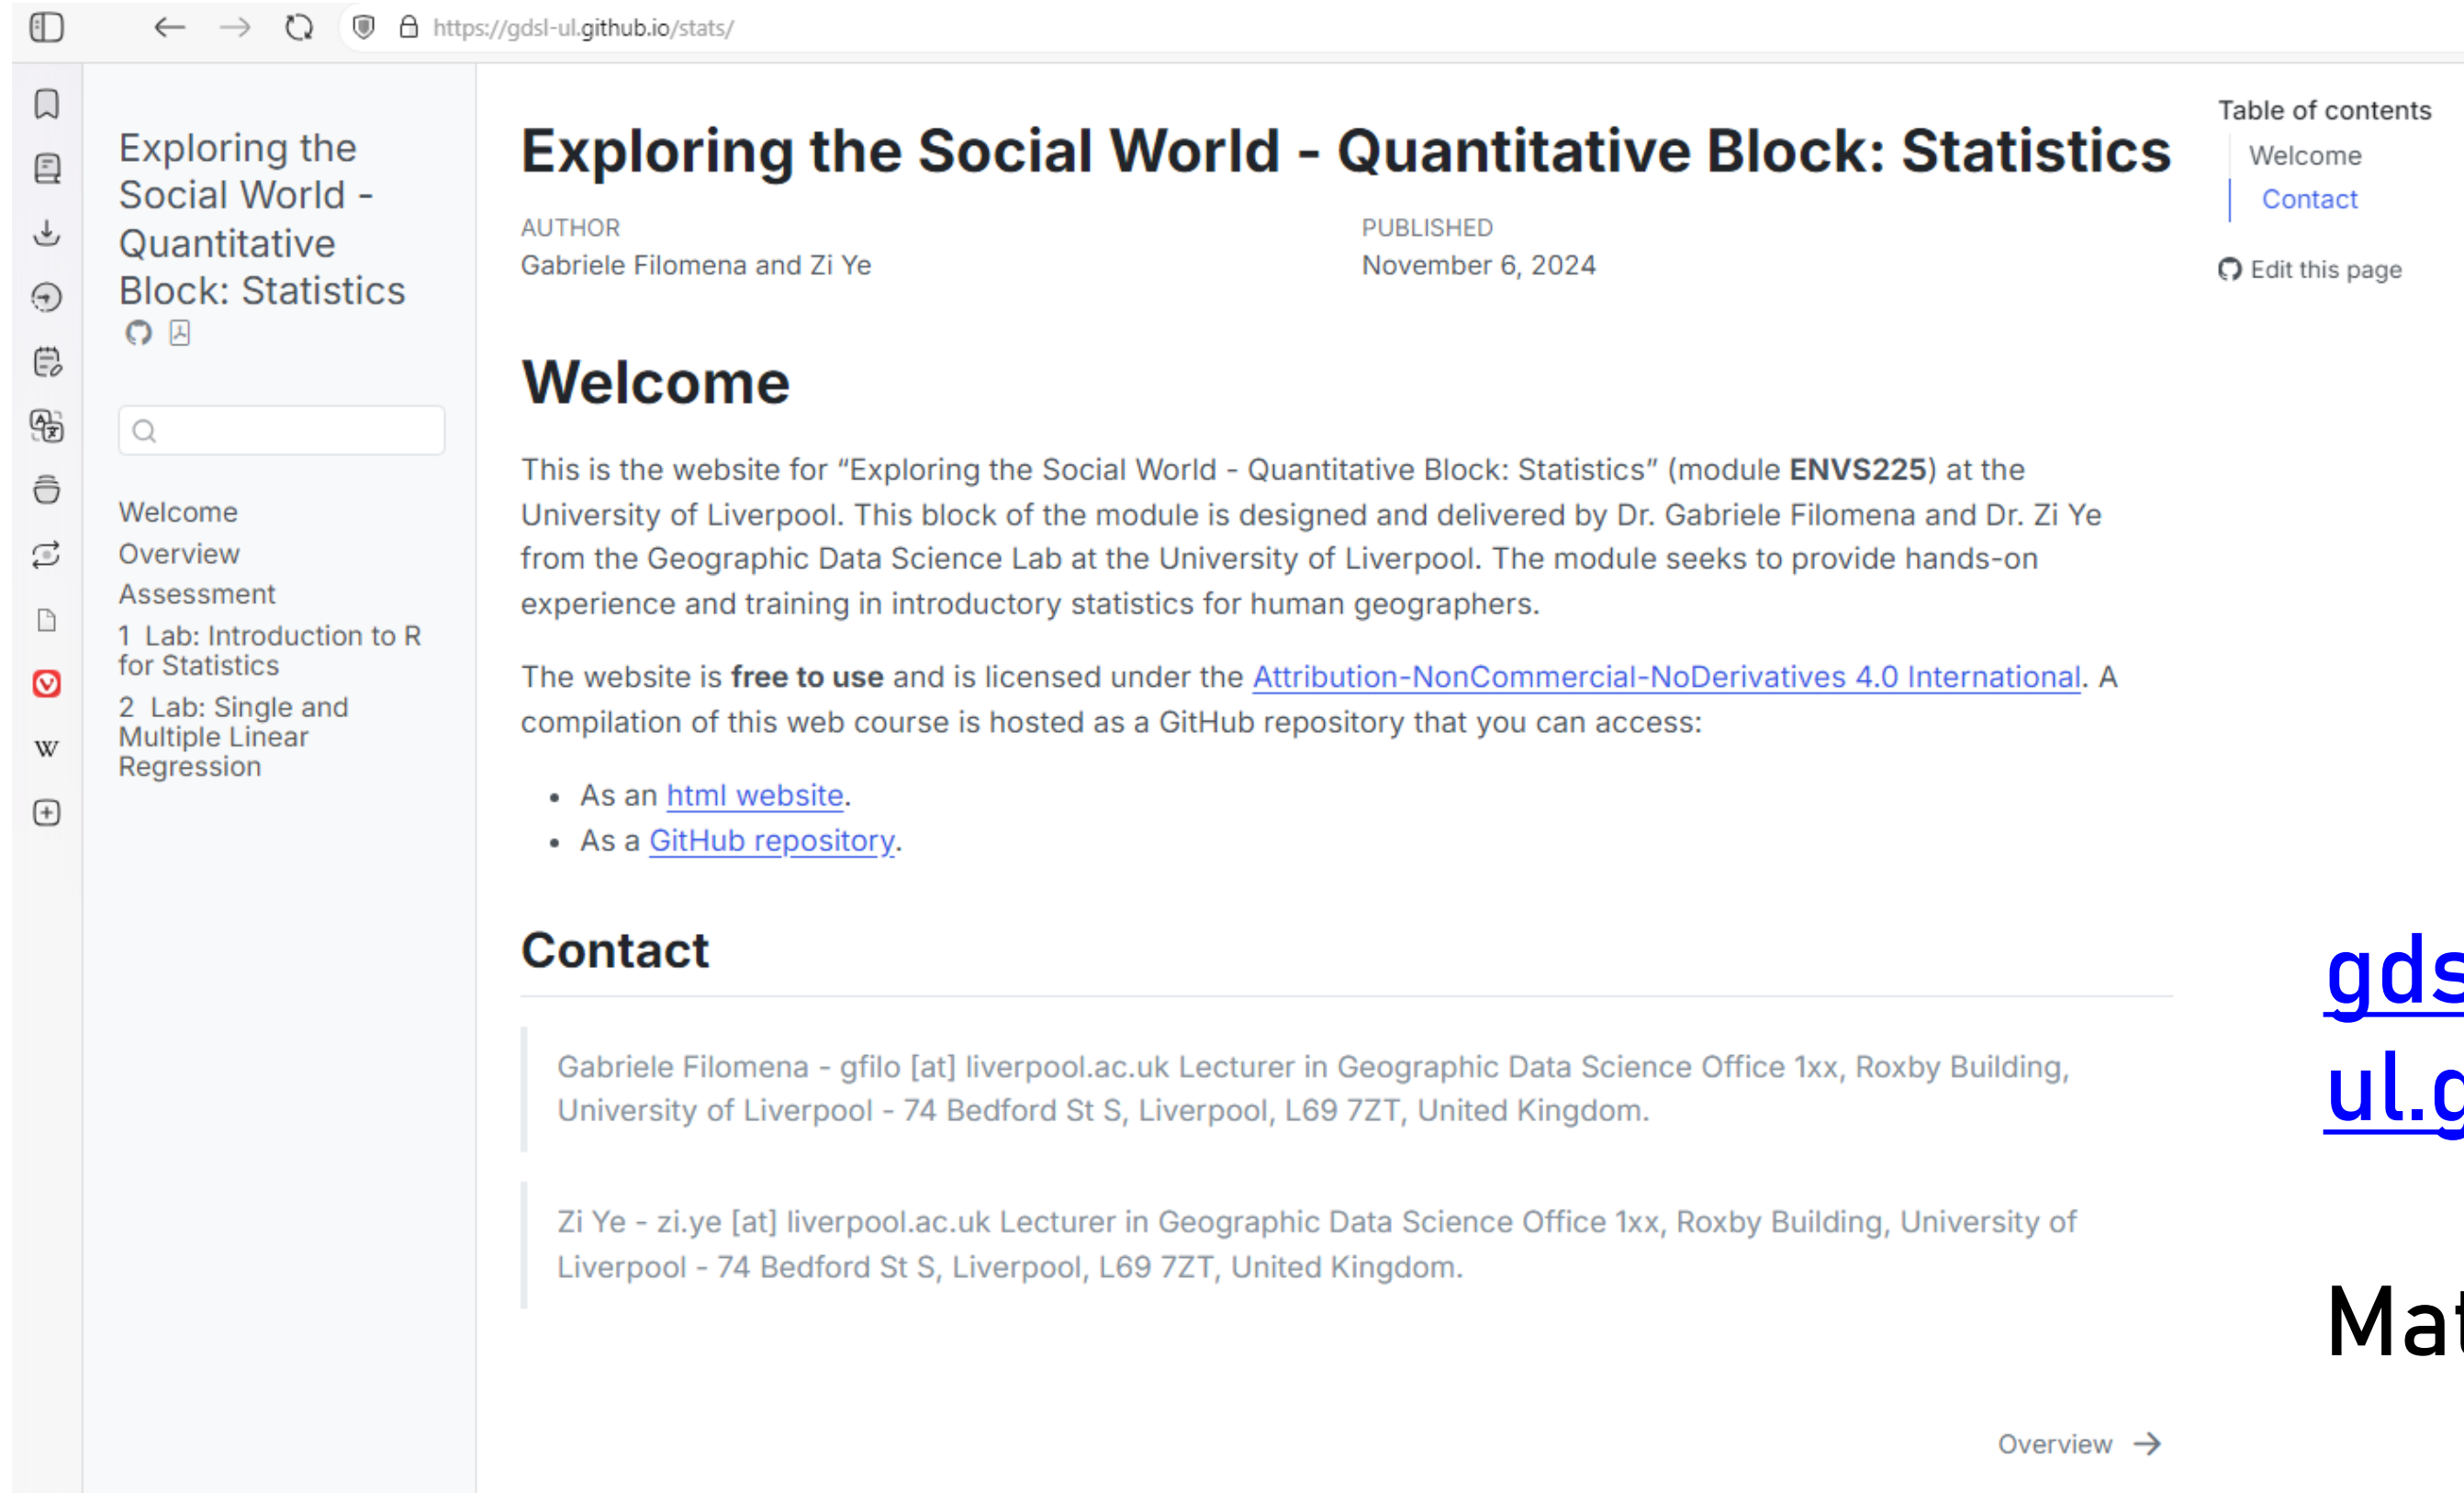 https://gdsl-ul.github.io/stats/
Exploring the
Social World -
Quantitative
Block: Statistics
Welcome
Overview
Assessment
1 Lab: Introduction to R
for Statistics
2 Lab: Single and
Multiple Linear
Regression
W
Exploring the Social World - Quantitative Block: Statistics
AUTHOR
Gabriele Filomena and Zi Ye
PUBLISHED
November 6, 2024
Welcome
This is the website for “Exploring the Social World - Quantitative Block: Statistics” (module ENVS225) at the
University of Liverpool. This block of the module is designed and delivered by Dr. Gabriele Filomena and Dr. Zi Ye
from the Geographic Data Science Lab at the University of Liverpool. The module seeks to provide hands-on
experience and training in introductory statistics for human geographers.
The website is free to use and is licensed under the Attribution-NonCommercial-NoDerivatives 4.0 International. A
compilation of this web course is hosted as a GitHub repository that you can access:
• As an html website.
• As a GitHub repository.
Contact
Gabriele Filomena - gfilo [at] liverpool.ac.uk Lecturer in Geographic Data Science Office 1xx, Roxby Building,
University of Liverpool - 74 Bedford St S, Liverpool, L69 7ZT, United Kingdom.
Zi Ye - zi.ye [at] liverpool.ac.uk Lecturer in Geographic Data Science Office 1xx, Roxby Building, University of
Liverpool - 74 Bedford St S, Liverpool, L69 7ZT, United Kingdom.
Overview →
Table of contents
Welcome
Contact
Edit this page